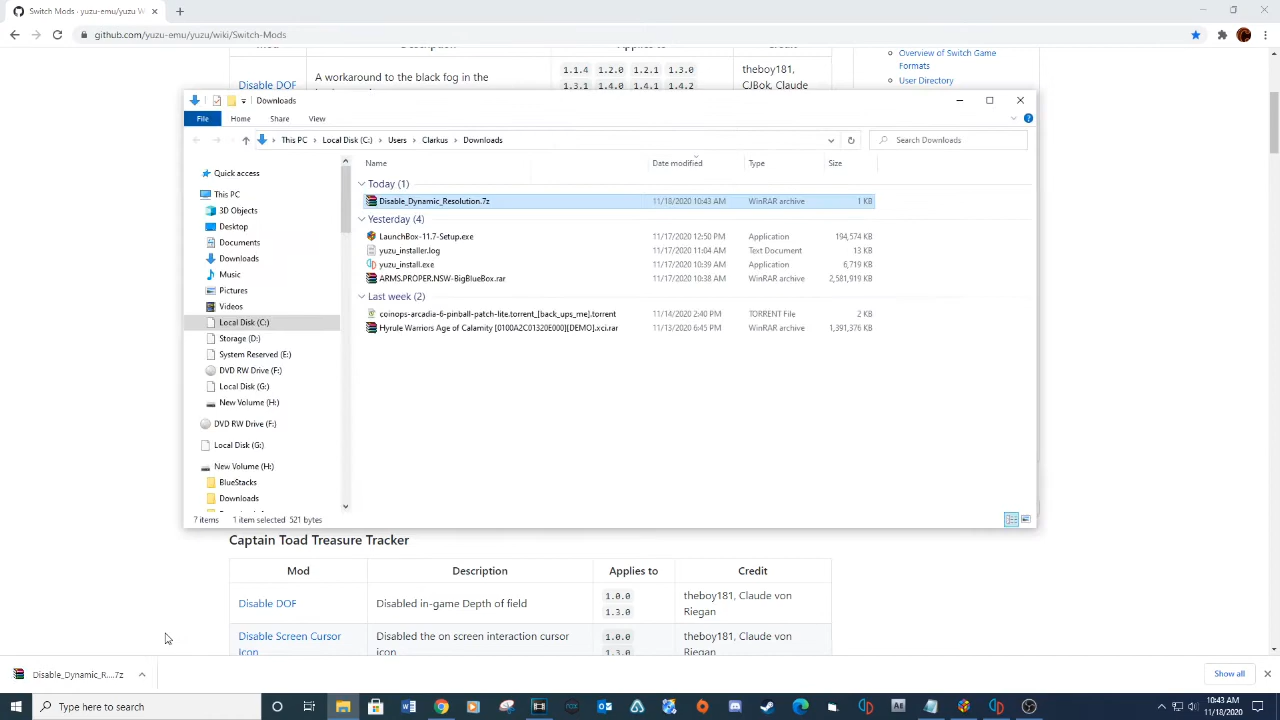 Switch Mods · yuzu-emu/yuzu W
github.com/yuzu-emu/yuzu/wiki/Switch-Mods
Mod Description Applies to Credit
Disable DOF
A workaround to the black fog in the
1.1.4 1.2.0 1.2.1 1.3.0
1.3.1 1.4.0 1.4.1 1.4.2
theboy181,
CJBok, Claude
Overview of Switch Game
Formats
User Directory
Downloads
File Home Share View
This PC Local Disk (C:) Users Clarkus Downloads
Search Downloads
Name Date modified Type Size
Quick access
This PC
3D Objects
Desktop
Documents
Downloads
Music
Pictures
Videos
Local Disk (C:)
Storage (D:)
System Reserved (E:)
DVD RW Drive (F:)
Local Disk (G:)
New Volume (H:)
DVD RW Drive (F:)
Local Disk (G:)
New Volume (H:)
BlueStacks
Downloads
Today (1)
Disable_Dynamic_Resolution.7z 11/18/2020 10:43 AM WinRAR archive 1 KB
Yesterday (4)
LaunchBox-11.7-Setup.exe 11/17/2020 12:50 PM Application 194,574 KB
yuzu_installer.log 11/17/2020 11:04 AM Text Document 13 KB
yuzu_install.exe 11/17/2020 10:39 AM Application 6,719 KB
ARMS.PROPER.NSW-BigBlueBox.rar 11/17/2020 10:38 AM WinRAR archive 2,581,919 KB
Last week (2)
coinops-arcadia-6-pinball-patch-lite.torrent_[back_ups_me].torrent 11/14/2020 2:40 PM TORRENT File 2 KB
Hyrule Warriors Age of Calamity [0100A2C01320E000][DEMO].xci.rar 11/13/2020 6:45 PM WinRAR archive 1,391,376 KB
7 items 1 item selected 521 bytes
Captain Toad Treasure Tracker
Mod Description Applies to Credit
Disable DOF Disabled in-game Depth of field
1.0.0
1.3.0
theboy181, Claude von
Riegan
Disable Screen Cursor
Icon
Disabled the on screen interaction cursor
icon
1.0.0
1.3.0
theboy181, Claude von
Riegan
Disable_Dynamic_R....7z
Show all
Type here to search
10:43 AM
11/18/2020